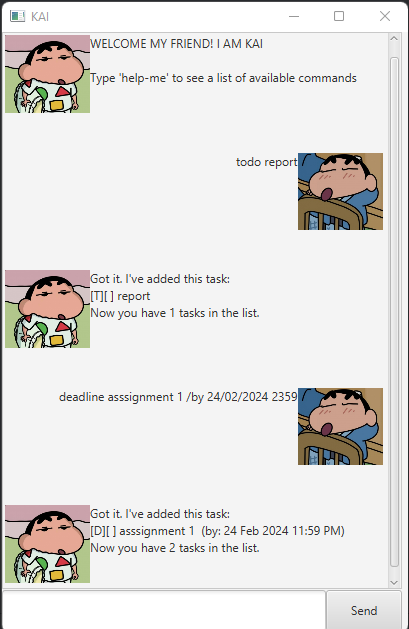 KAI
WELCOME MY FRIEND! I AM KAI
Type 'help-me' to see a list of available commands
todo report
Got it. I've added this task:
[T][ ] report
Now you have 1 tasks in the list.
deadline asssignment 1 /by 24/02/2024 2359
Got it. I've added this task:
[D][ ] asssignment 1  (by: 24 Feb 2024 11:59 PM)
Now you have 2 tasks in the list.
Send